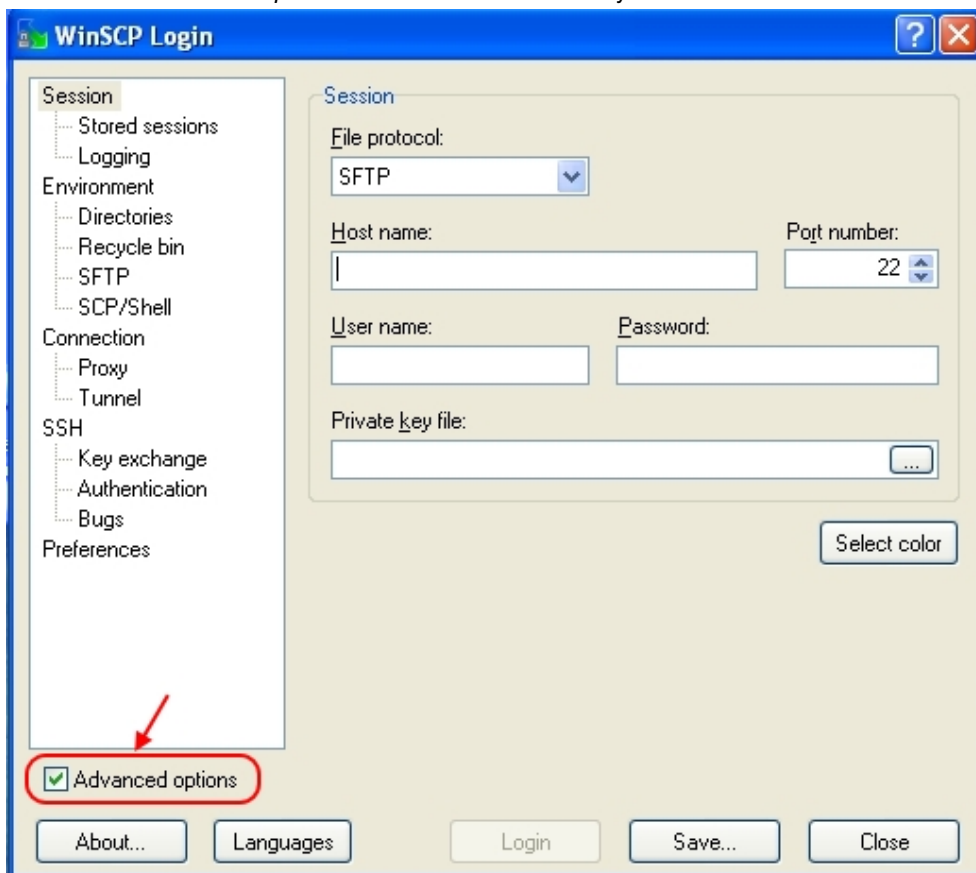 WinSCP Login
Session
Stored sessions
Logging
Environment
Directories
Recycle bin
SFTP
SCP/Shell
Connection
Proxy
Tunnel
SSH
Key exchange
Authentication
Bugs
Preferences
Advanced options
Session
File protocol:
SFTP
Host name:
Port number:
22
User name:
Password:
Private key file:
...
Select color
About...
Languages
Login
Save...
Close